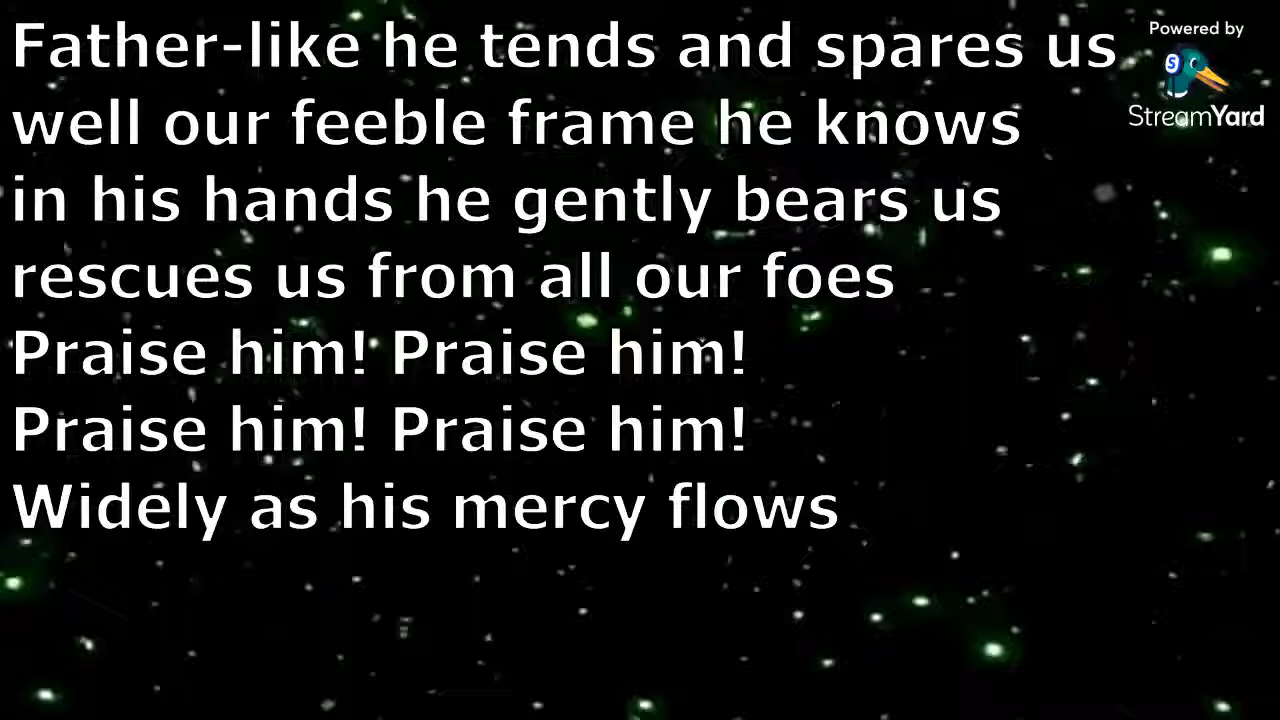 Father-like he tends and spares us
well our feeble frame he knows
in his hands he gently bears us
rescues us from all our foes
Praise him! Praise him!
Praise him! Praise him!
Widely as his mercy flows
Powered by
S
StreamYard